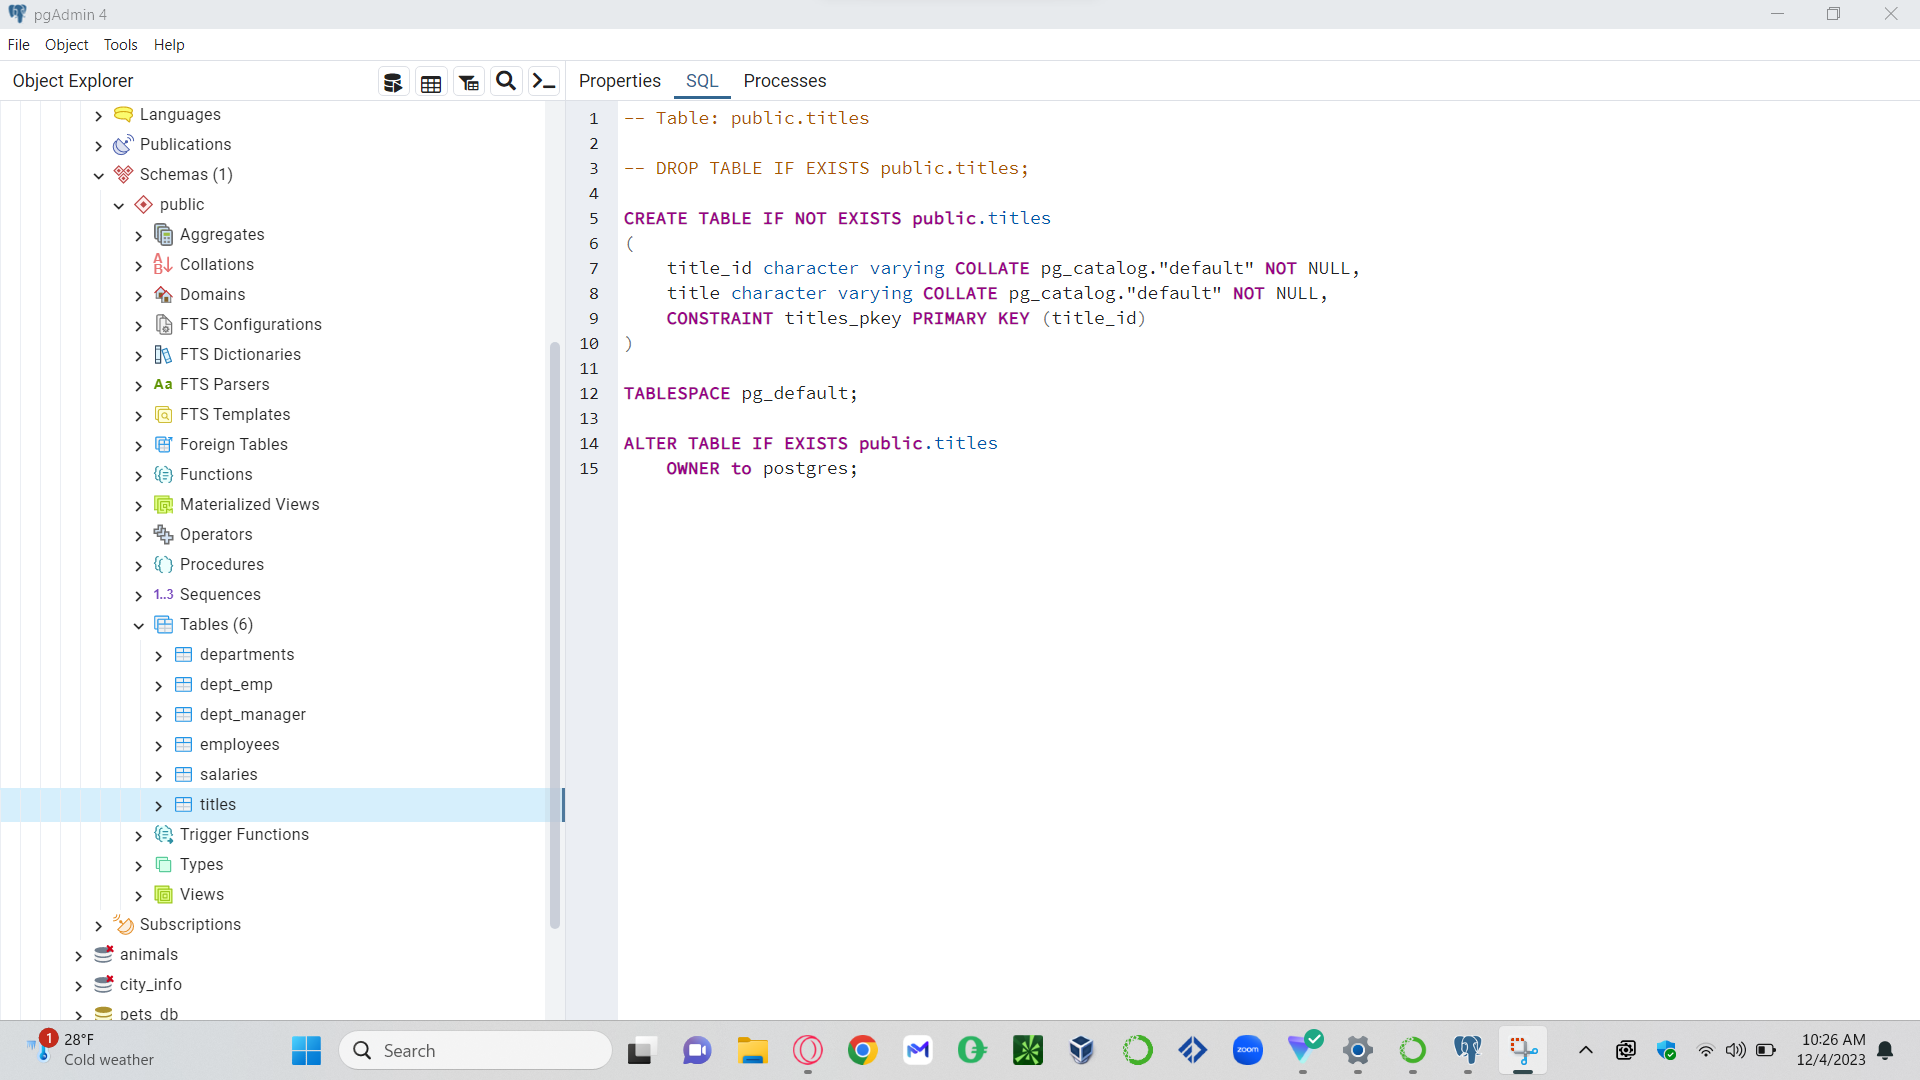 pgAdmin 4
File Object Tools Help
Object Explorer
Properties SQL Processes
Languages
Publications
Schemas (1)
public
Aggregates
Collations
Domains
FTS Configurations
FTS Dictionaries
Aa FTS Parsers
FTS Templates
Foreign Tables
Functions
Materialized Views
Operators
Procedures
1..3 Sequences
Tables (6)
departments
dept_emp
dept_manager
employees
salaries
titles
Trigger Functions
Types
Views
Subscriptions
animals
city_info
pets_db
1 -- Table: public.titles
2
3 -- DROP TABLE IF EXISTS public.titles;
4
5 CREATE TABLE IF NOT EXISTS public.titles
6 (
7 title_id character varying COLLATE pg_catalog."default" NOT NULL,
8 title character varying COLLATE pg_catalog."default" NOT NULL,
9 CONSTRAINT titles_pkey PRIMARY KEY (title_id)
10 )
11
12 TABLESPACE pg_default;
13
14 ALTER TABLE IF EXISTS public.titles
15 OWNER to postgres;
1
28°F
Cold weather
Search
zoom
10:26 AM
12/4/2023